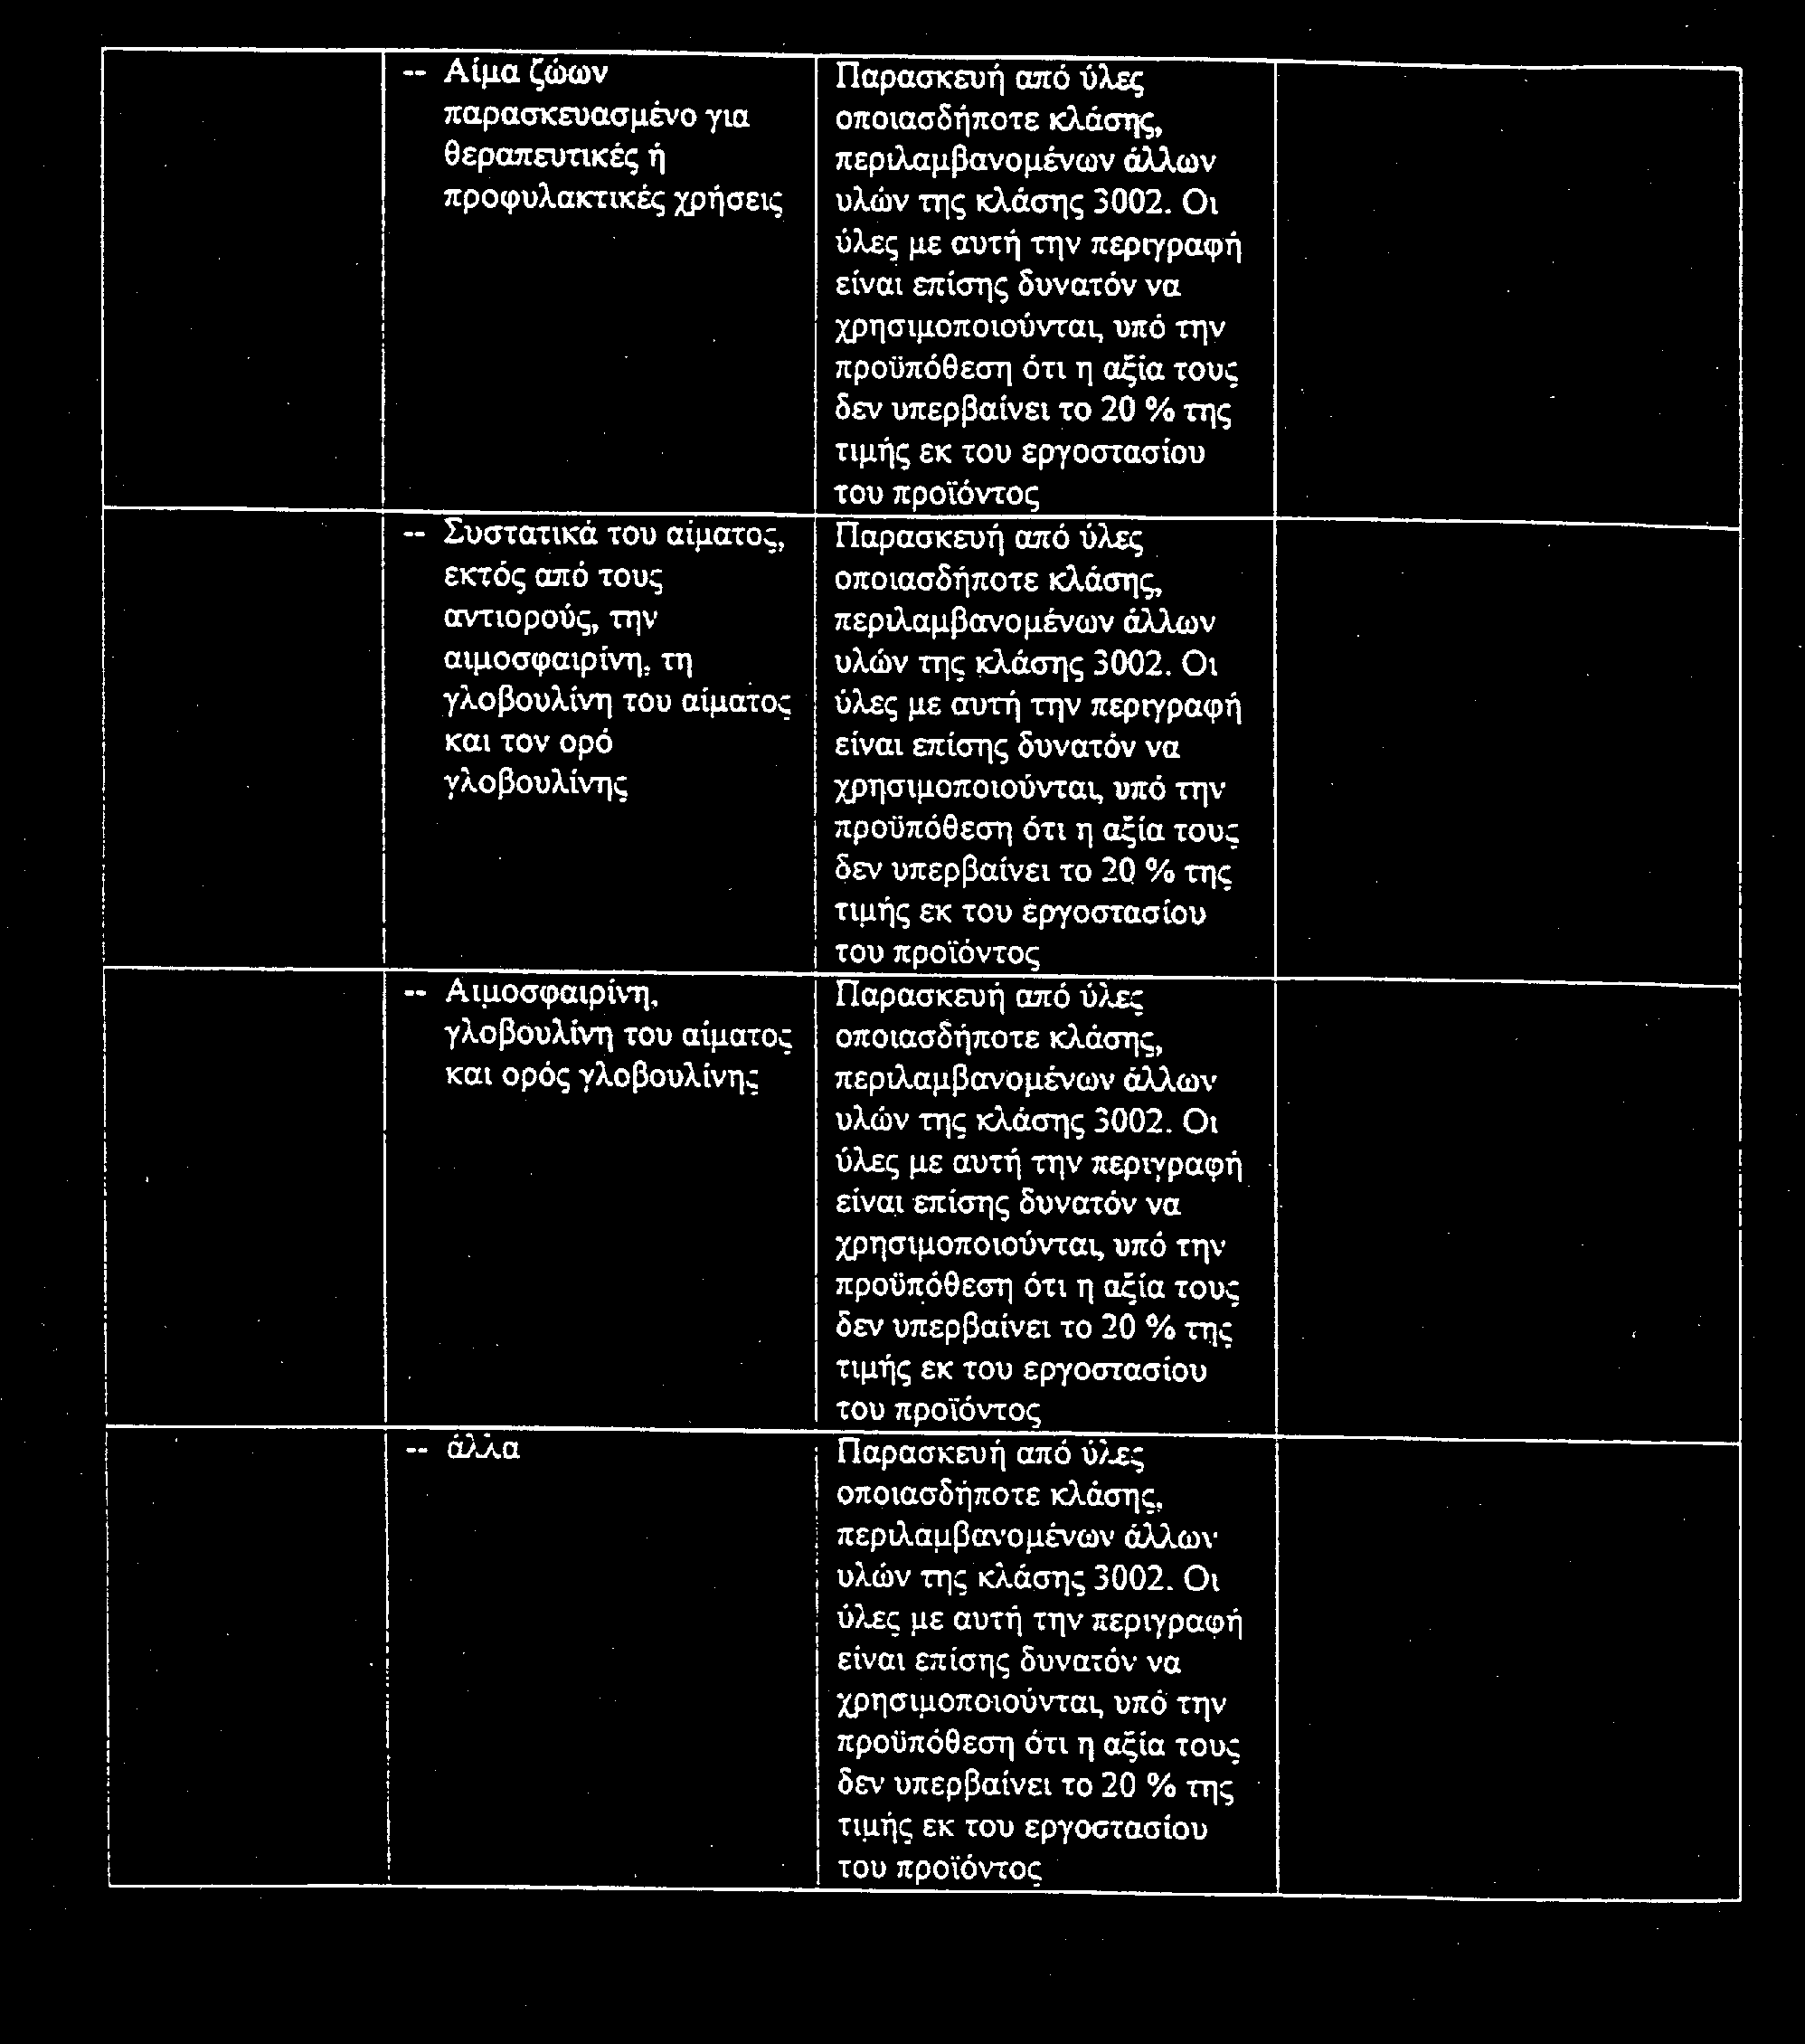 -- Αίμα ζώων
παρασκευασμένο για
θεραπευτικές ή
προφυλακτικές χρήσεις
Παρασκευή από ύλες
οποιασδήποτε κλάσης,
περιλαμβανομένων άλλων
υλών της κλάσης 3002. Οι
ύλες με αυτή την περιγραφή
είναι επίσης δυνατόν να
χρησιμοποιούνται, υπό την
προϋπόθεση ότι η αξία τους
δεν υπερβαίνει το 20 % της
τιμής εκ του εργοστασίου
του προϊόντος
-- Συστατικά του αίματος,
εκτός από τους
αντιορούς, την
αιμοσφαιρίνη, τη
γλοβουλίνη του αίματος
και τον ορό
γλοβουλίνης
Παρασκευή από ύλες
οποιασδήποτε κλάσης,
περιλαμβανομένων άλλων
υλών της κλάσης 3002. Οι
ύλες με αυτή την περιγραφή
είναι επίσης δυνατόν να
χρησιμοποιούνται, υπό την
προϋπόθεση ότι η αξία τους
δεν υπερβαίνει το 20 % της
τιμής εκ του εργοστασίου
του προϊόντος
-- Αιμοσφαιρίνη,
γλοβουλίνη του αίματος
και ορός γλοβουλίνης
Παρασκευή από ύλες
οποιασδήποτε κλάσης,
περιλαμβανομένων άλλων
υλών της κλάσης 3002. Οι
ύλες με αυτή την περιγραφή
είναι επίσης δυνατόν να
χρησιμοποιούνται, υπό την
προϋπόθεση ότι η αξία τους
δεν υπερβαίνει το 20 % της
τιμής εκ του εργοστασίου
του προϊόντος
-- άλλα
Παρασκευή από ύλες
οποιασδήποτε κλάσης,
περιλαμβανομένων άλλων
υλών της κλάσης 3002. Οι
ύλες με αυτή την περιγραφή
είναι επίσης δυνατόν να
χρησιμοποιούνται, υπό την
προϋπόθεση ότι η αξία τους
δεν υπερβαίνει το 20 % της
τιμής εκ του εργοστασίου
του προϊόντος